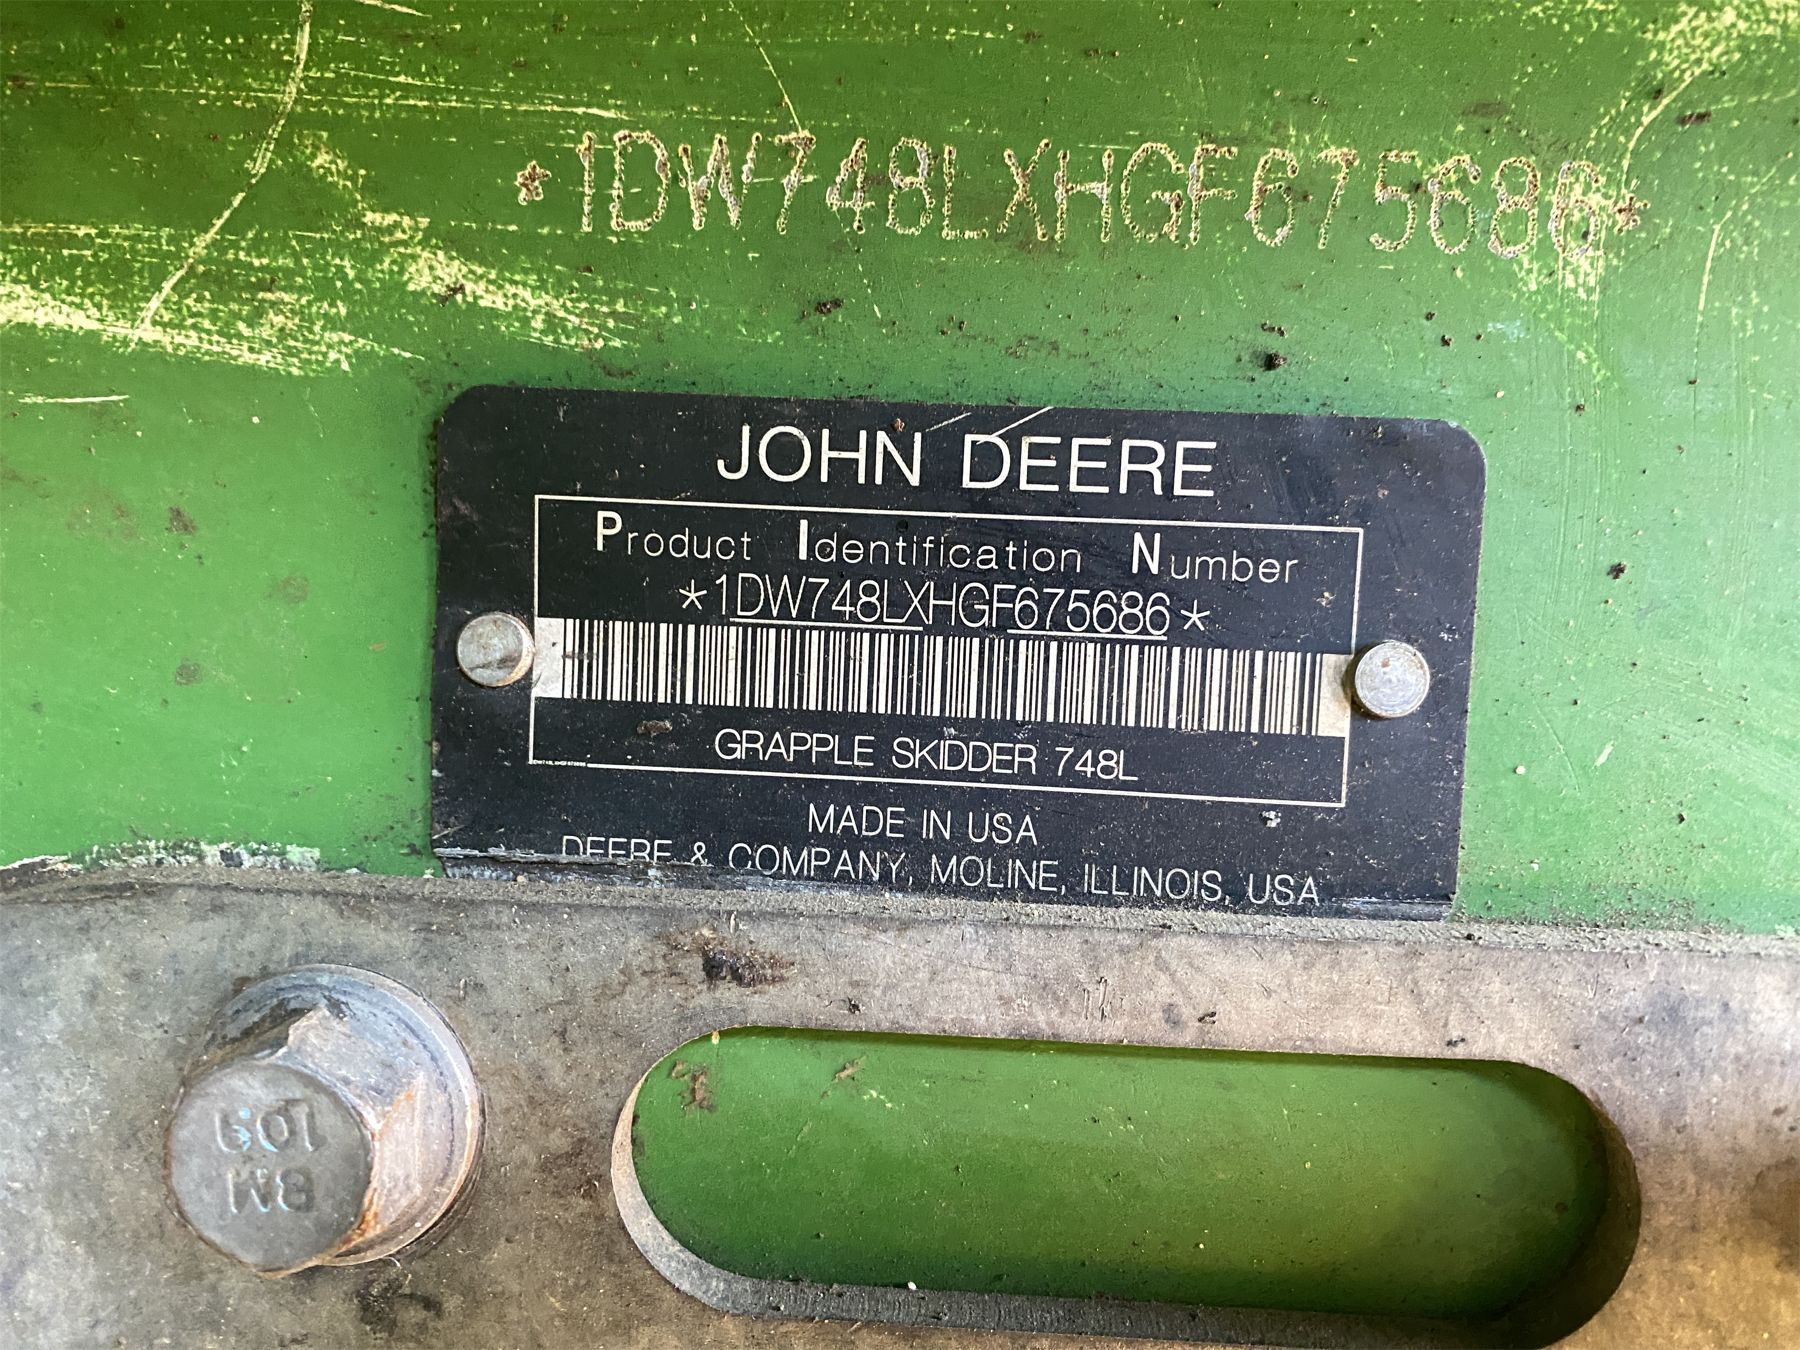 *1DW748LXHGF675686*
JOHN DEERE
Product Identification Number
*1DW748LXHGF675686*
GRAPPLE SKIDDER 748L
MADE IN USA
DEERE & COMPANY, MOLINE, ILLINOIS, USA
10.9
BM